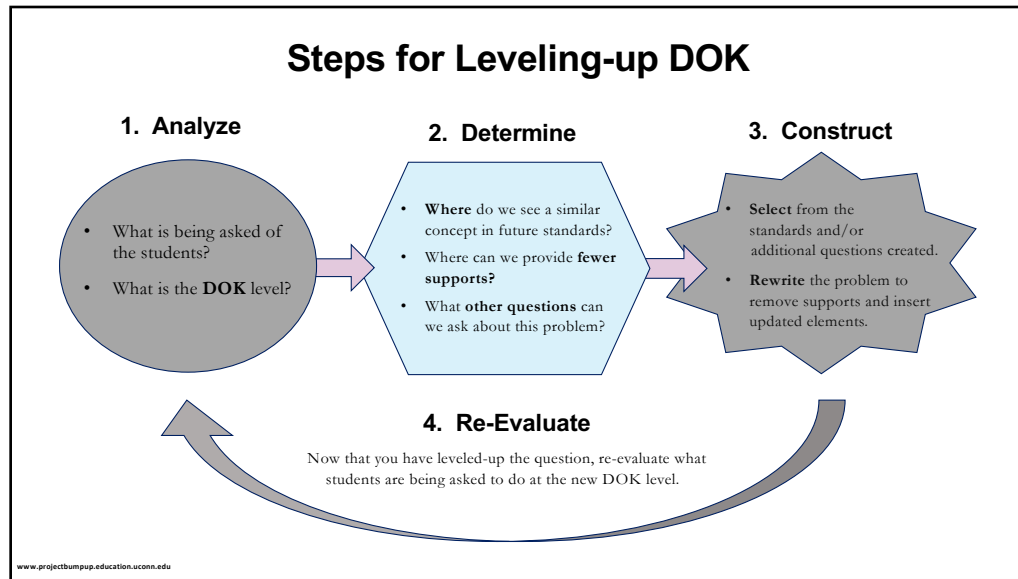 Steps for Leveling-up DOK
1. Analyze
• What is being asked of
the students?
• What is the DOK level?
2. Determine
• Where do we see a similar
concept in future standards?
• Where can we provide fewer
supports?
• What other questions can
we ask about this problem?
3. Construct
• Select from the
standards and/or
additional questions created.
• Rewrite the problem to
remove supports and insert
updated elements.
4. Re-Evaluate
Now that you have leveled-up the question, re-evaluate what
students are being asked to do at the new DOK level.
www.projectbumpup.education.uconn.edu